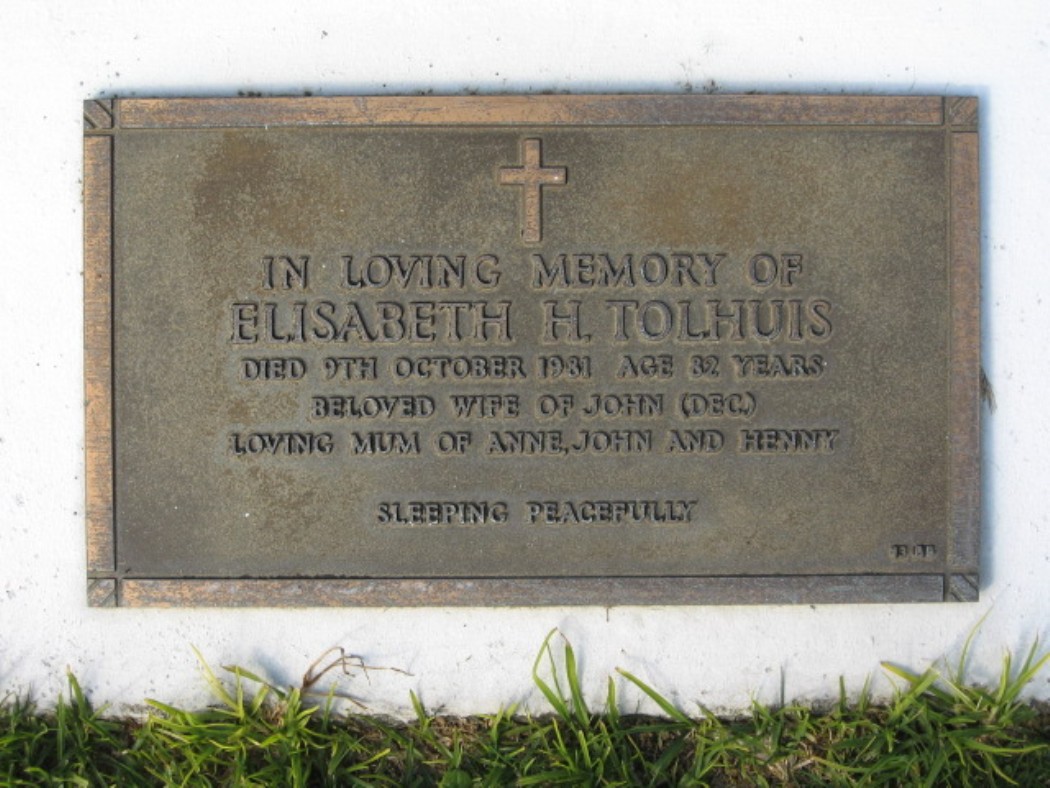 IN LOVING MEMORY OF
ELISABETH H. TOLHUIS
DIED 9TH OCTOBER 1981 AGE 82 YEARS
BELOVED WIFE OF JOHN (DEC.)
LOVING MUM OF ANNE, JOHN AND HENNY
SLEEPING PEACEFULLY